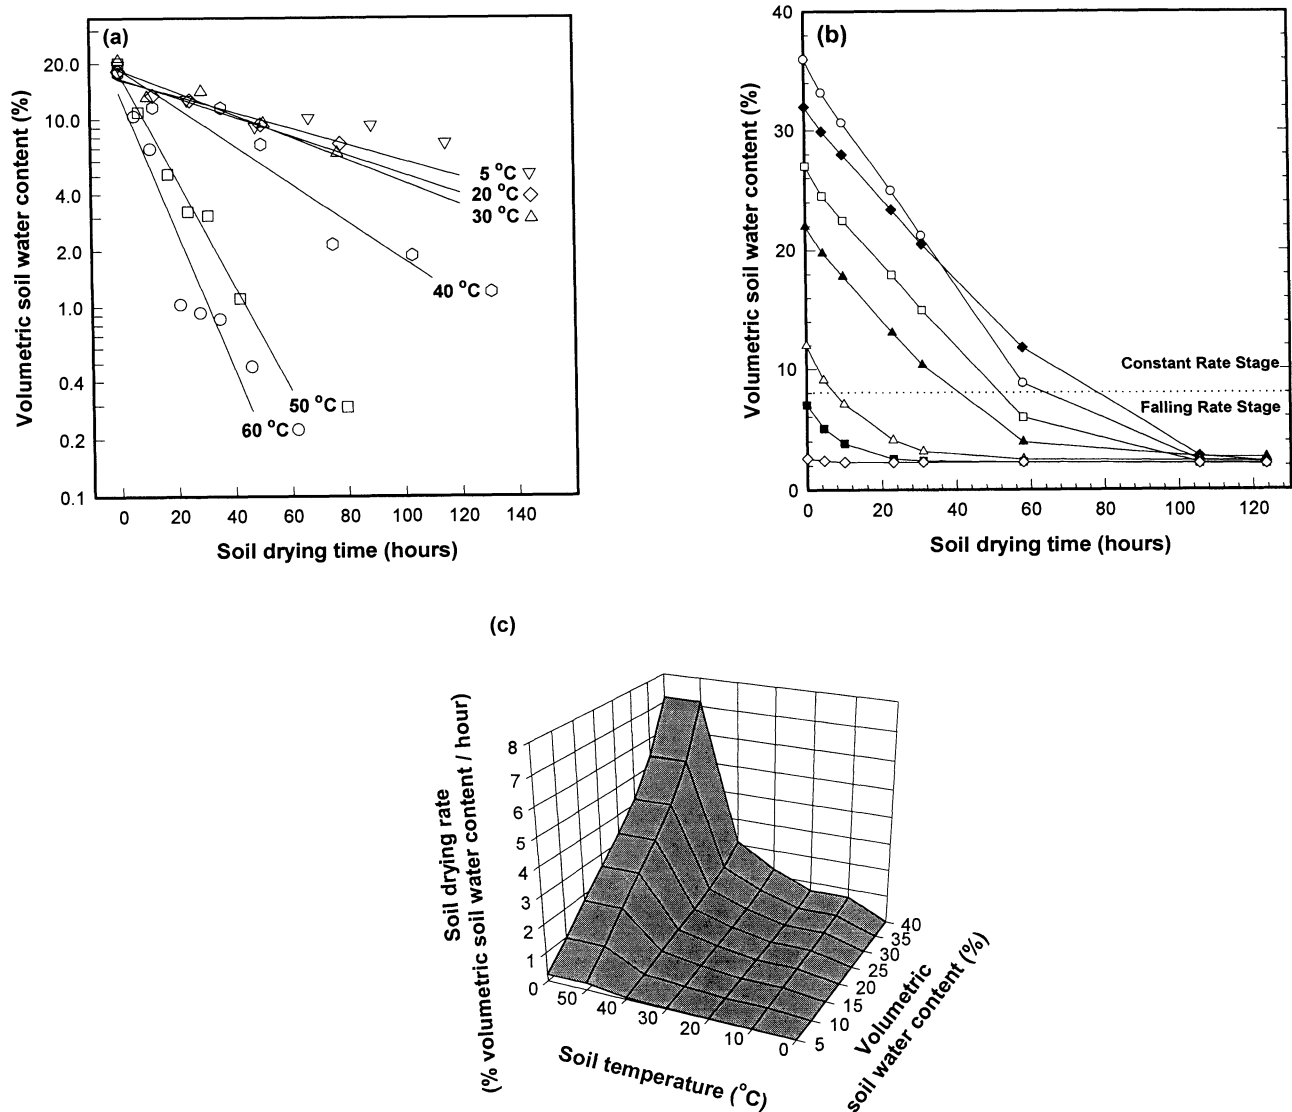 (a)
Volumetric soil water content (%)
20.0
10.0
4.0
2.0
1.0
0.4
0.2
0.1
5 °C
20 °C
30 °C
40 °C
50 °C
60 °C
0 20 40 60 80 100 120 140
Soil drying time (hours)
(b)
Volumetric soil water content (%)
40
30
20
10
0
Constant Rate Stage
Falling Rate Stage
0 20 40 60 80 100 120
Soil drying time (hours)
(c)
Soil drying rate
(% volumetric soil water content / hour)
8
7
6
5
4
3
2
1
0
50
40
30
20
10
0
Soil temperature (°C)
40
35
30
25
20
15
10
5
Volumetric
soil water content (%)